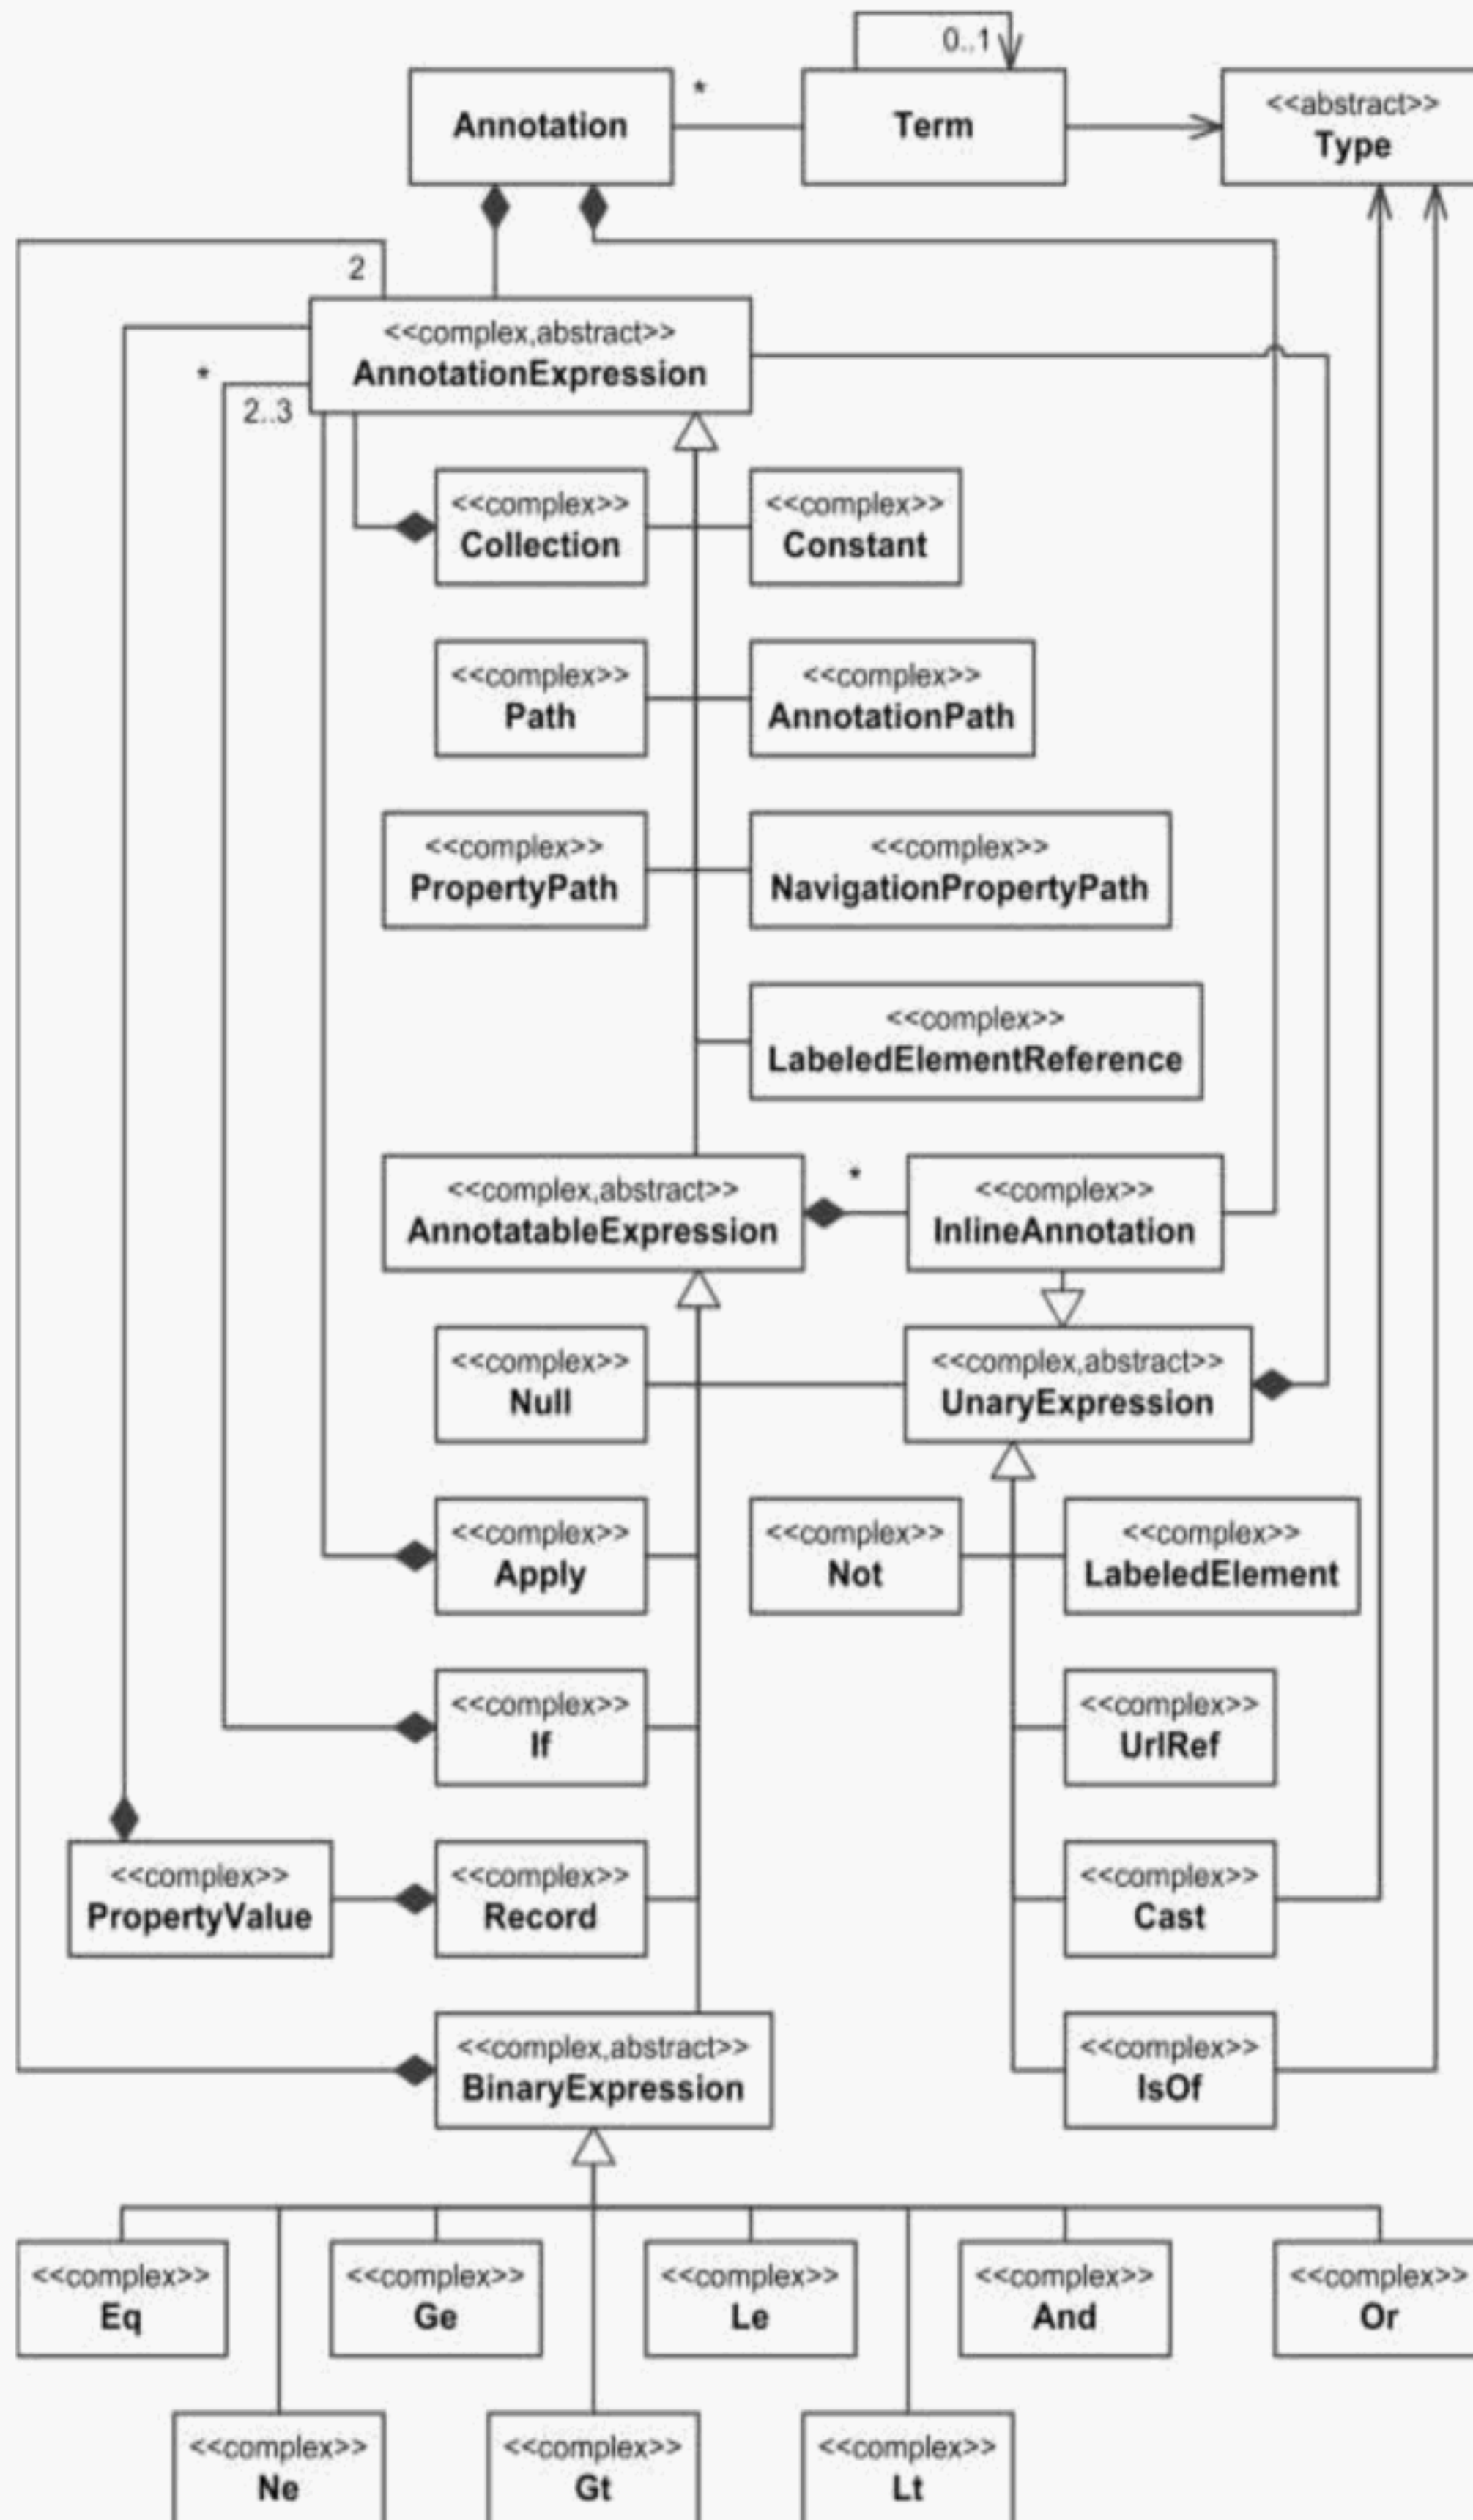 0..1
Annotation
*
Term
<<abstract>>
Type
2
<<complex,abstract>>
AnnotationExpression
*
2..3
<<complex>>
Collection
<<complex>>
Constant
<<complex>>
Path
<<complex>>
AnnotationPath
<<complex>>
PropertyPath
<<complex>>
NavigationPropertyPath
<<complex>>
LabeledElementReference
<<complex,abstract>>
AnnotatableExpression
*
<<complex>>
InlineAnnotation
<<complex>>
Null
<<complex,abstract>>
UnaryExpression
<<complex>>
Apply
<<complex>>
Not
<<complex>>
LabeledElement
<<complex>>
If
<<complex>>
UrlRef
<<complex>>
PropertyValue
<<complex>>
Record
<<complex>>
Cast
<<complex,abstract>>
BinaryExpression
<<complex>>
IsOf
<<complex>>
Eq
<<complex>>
Ge
<<complex>>
Le
<<complex>>
And
<<complex>>
Or
<<complex>>
Ne
<<complex>>
Gt
<<complex>>
Lt